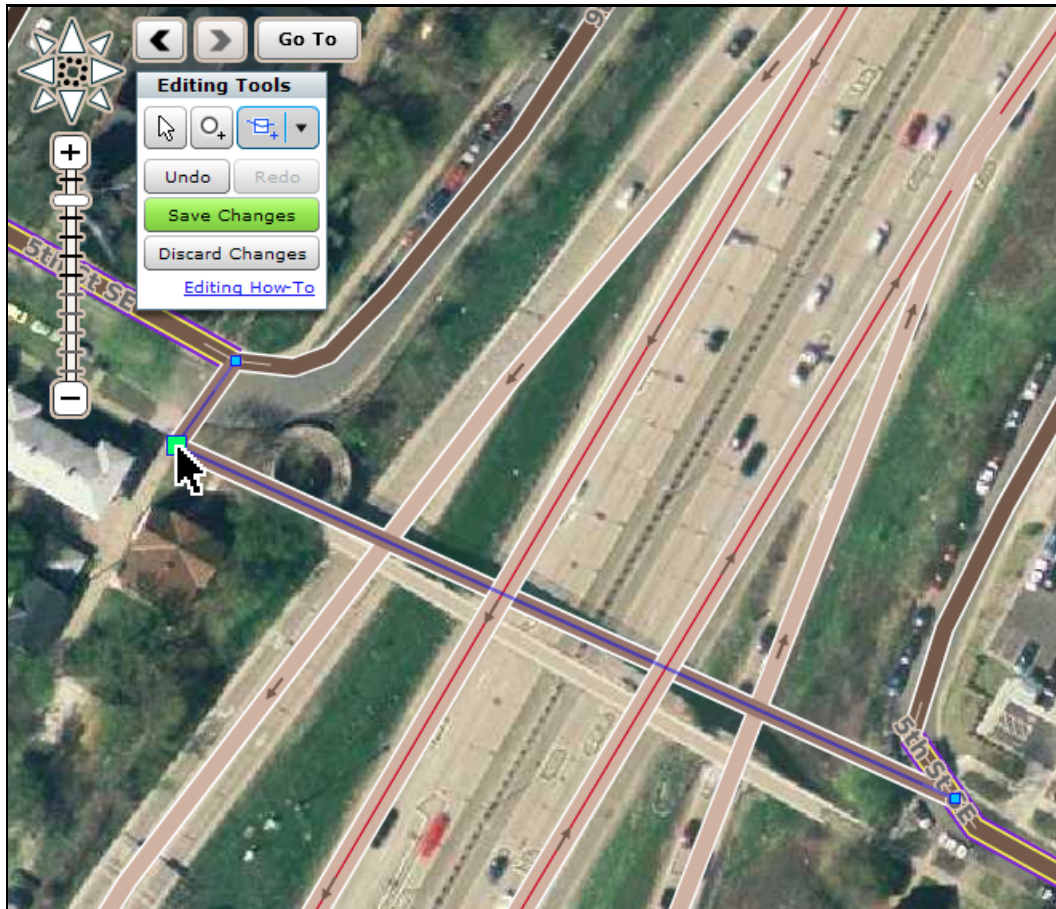 Go To
Editing Tools
Undo
Redo
Save Changes
Discard Changes
Editing How-To
5th St SE
5th St SE